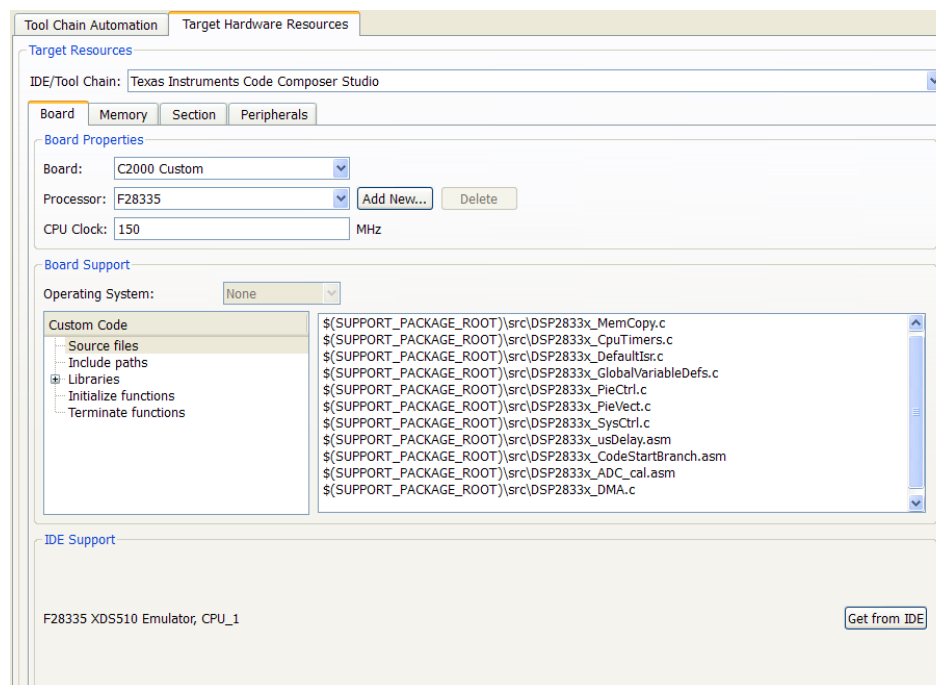 Tool Chain Automation Target Hardware Resources
Target Resources
IDE/Tool Chain: Texas Instruments Code Composer Studio
Board Memory Section Peripherals
Board Properties
Board: C2000 Custom
Processor: F28335 Add New... Delete
CPU Clock: 150 MHz
Board Support
Operating System: None
Custom Code
Source files
Include paths
Libraries
Initialize functions
Terminate functions
$(SUPPORT_PACKAGE_ROOT)\src\DSP2833x_MemCopy.c
$(SUPPORT_PACKAGE_ROOT)\src\DSP2833x_CpuTimers.c
$(SUPPORT_PACKAGE_ROOT)\src\DSP2833x_DefaultIsr.c
$(SUPPORT_PACKAGE_ROOT)\src\DSP2833x_GlobalVariableDefs.c
$(SUPPORT_PACKAGE_ROOT)\src\DSP2833x_PieCtrl.c
$(SUPPORT_PACKAGE_ROOT)\src\DSP2833x_PieVect.c
$(SUPPORT_PACKAGE_ROOT)\src\DSP2833x_SysCtrl.c
$(SUPPORT_PACKAGE_ROOT)\src\DSP2833x_usDelay.asm
$(SUPPORT_PACKAGE_ROOT)\src\DSP2833x_CodeStartBranch.asm
$(SUPPORT_PACKAGE_ROOT)\src\DSP2833x_ADC_cal.asm
$(SUPPORT_PACKAGE_ROOT)\src\DSP2833x_DMA.c
IDE Support
F28335 XDS510 Emulator, CPU_1 Get from IDE